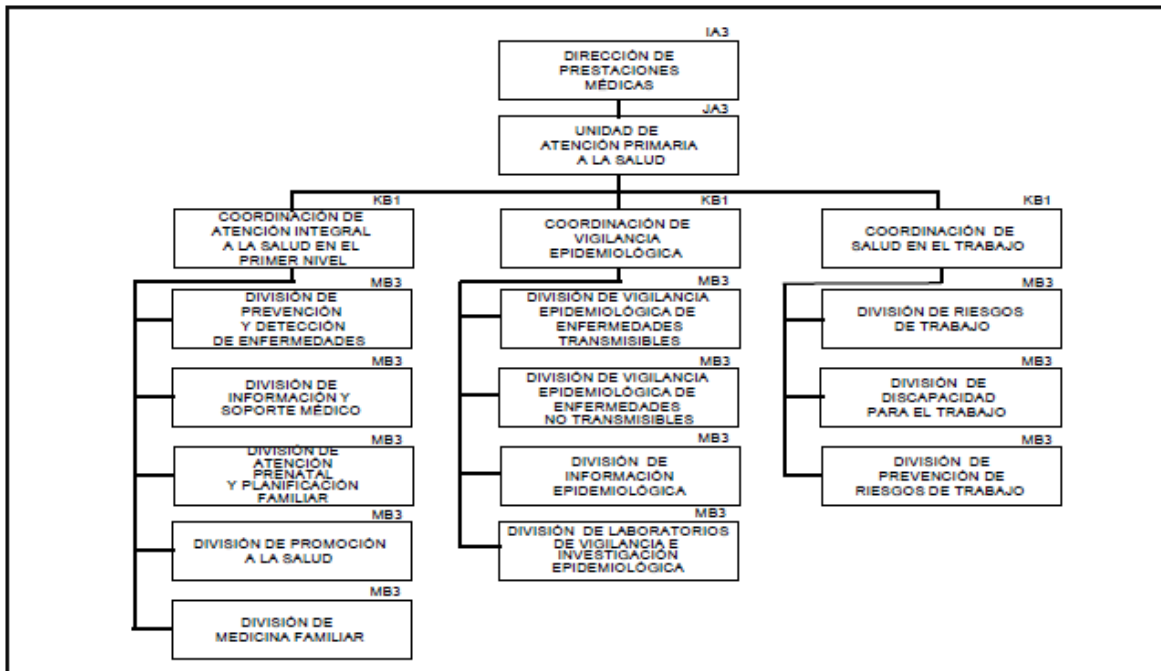 IA3
DIRECCIÓN DE
PRESTACIONES
MÉDICAS
JA3
UNIDAD DE
ATENCIÓN PRIMARIA
A LA SALUD
KB1
COORDINACIÓN DE
ATENCIÓN INTEGRAL
A LA SALUD EN EL
PRIMER NIVEL
MB3
DIVISIÓN DE
PREVENCIÓN
Y DETECCIÓN
DE ENFERMEDADES
MB3
DIVISIÓN DE
INFORMACIÓN Y
SOPORTE MÉDICO
MB3
DIVISIÓN DE
ATENCIÓN
PRENATAL
Y PLANIFICACIÓN
FAMILIAR
MB3
DIVISIÓN DE PROMOCIÓN
A LA SALUD
MB3
DIVISIÓN DE
MEDICINA FAMILIAR
KB1
COORDINACIÓN DE
VIGILANCIA
EPIDEMIOLÓGICA
MB3
DIVISIÓN DE VIGILANCIA
EPIDEMIOLÓGICA DE
ENFERMEDADES
TRANSMISIBLES
MB3
DIVISIÓN DE VIGILANCIA
EPIDEMIOLÓGICA DE
ENFERMEDADES
NO TRANSMISIBLES
MB3
DIVISIÓN DE
INFORMACIÓN
EPIDEMIOLÓGICA
MB3
DIVISIÓN DE LABORATORIOS
DE VIGILANCIA E
INVESTIGACIÓN
EPIDEMIOLÓGICA
KB1
COORDINACIÓN DE
SALUD EN EL TRABAJO
MB3
DIVISIÓN DE RIESGOS
DE TRABAJO
MB3
DIVISIÓN DE
DISCAPACIDAD
PARA EL TRABAJO
MB3
DIVISIÓN DE
PREVENCIÓN DE
RIESGOS DE TRABAJO